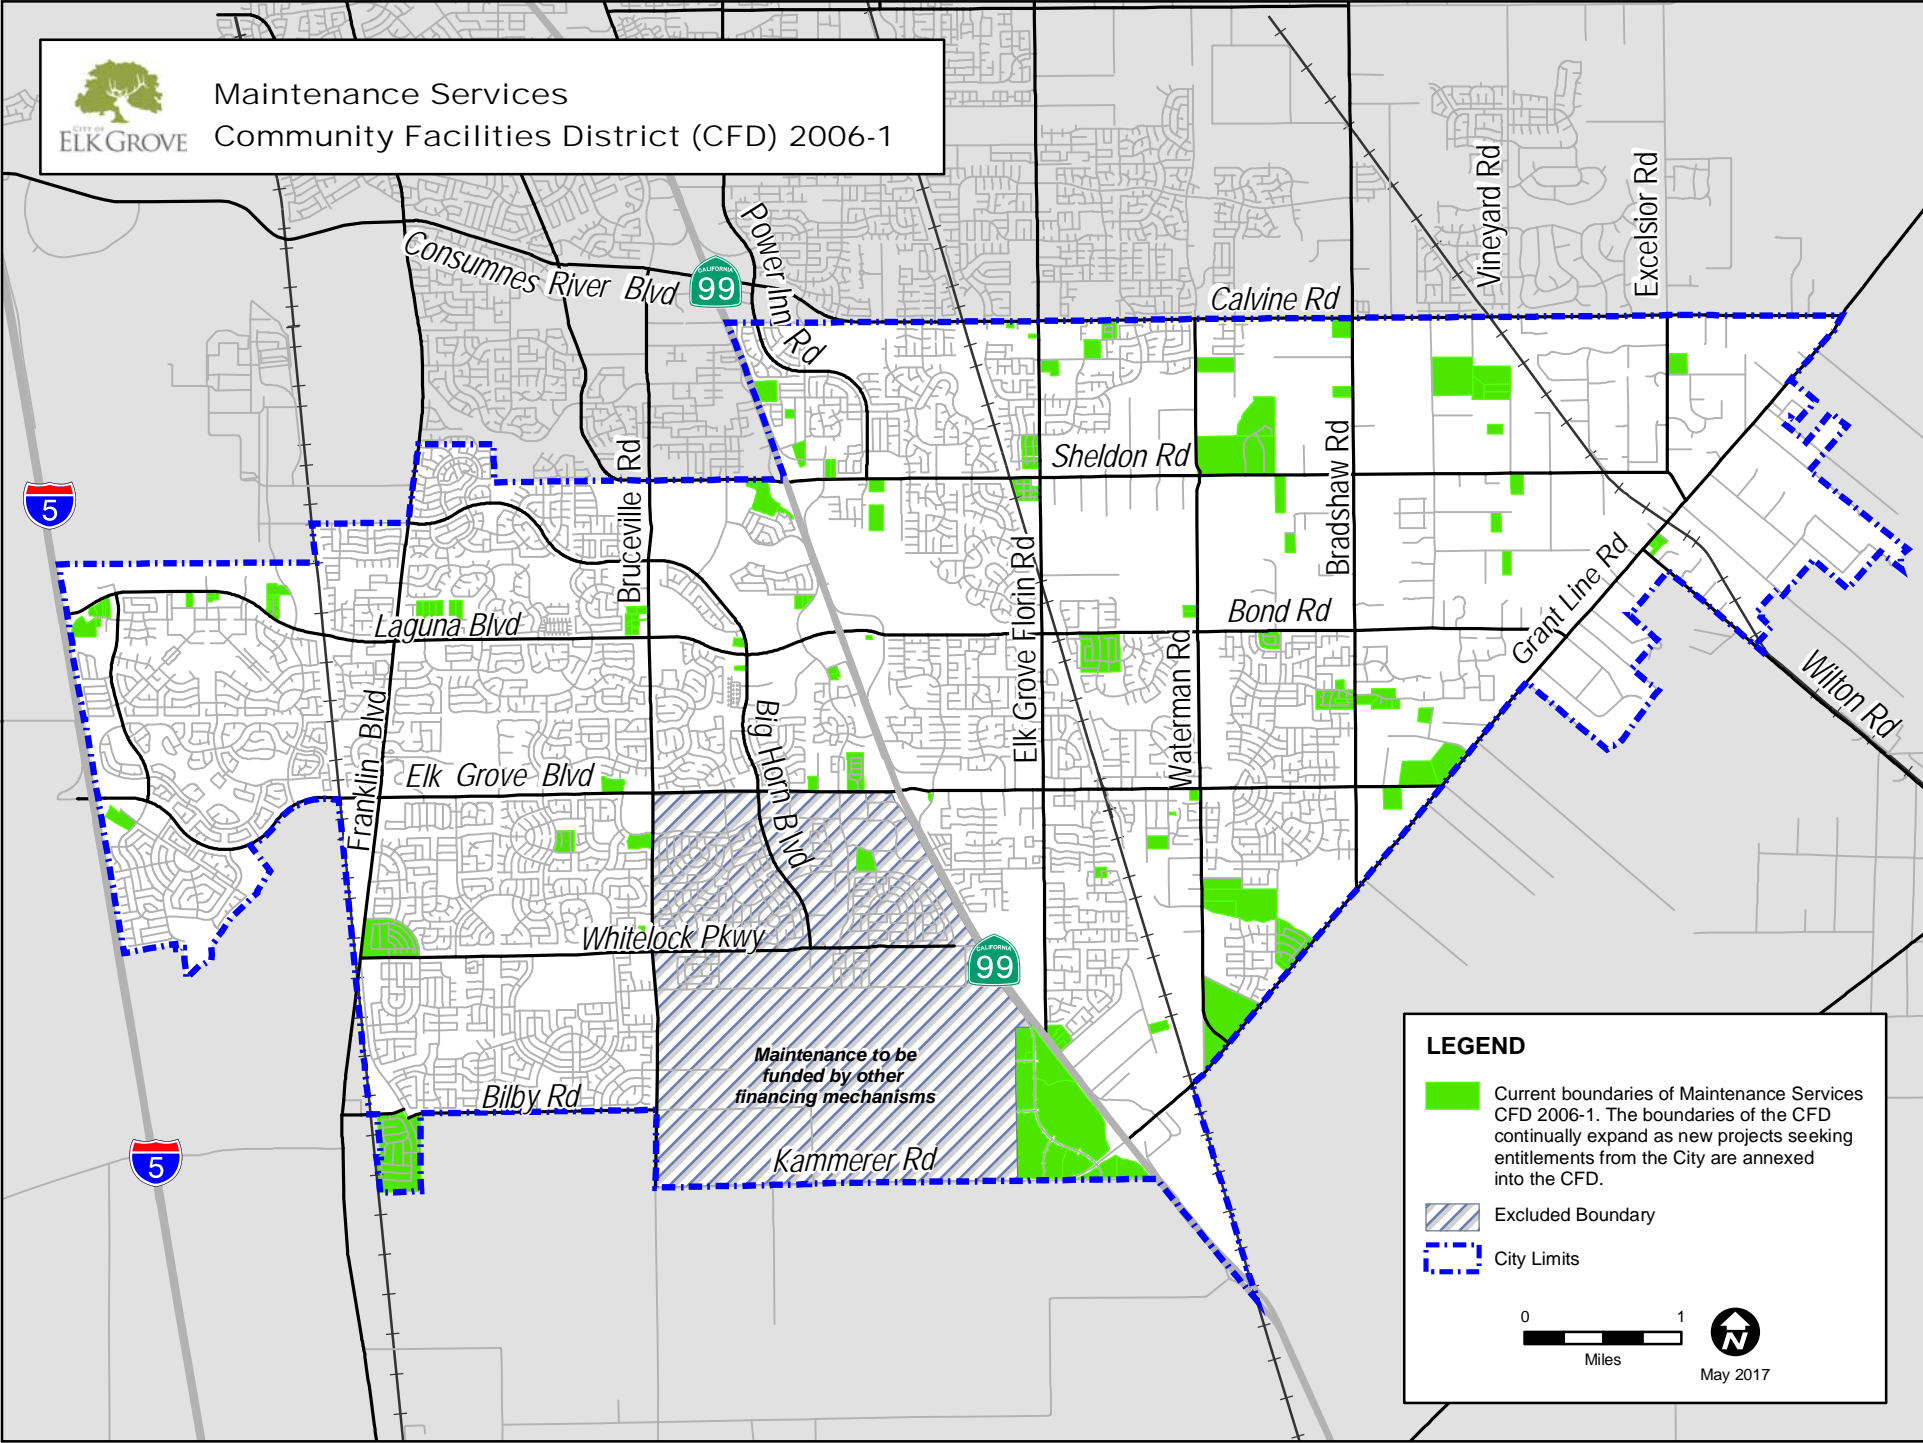 CITY OF
ELK GROVE
Maintenance Services
Community Facilities District (CFD) 2006-1
Consumnes River Blvd
CALIFORNIA
99
Power Inn Rd
Calvine Rd
Vineyard Rd
Excelsior Rd
5
Bruceville Rd
Sheldon Rd
Bradshaw Rd
Elk Grove Florin Rd
Grant Line Rd
Laguna Blvd
Bond Rd
Waterman Rd
Wilton Rd
Franklin Blvd
Big Horn Blvd
Elk Grove Blvd
Whitelock Pkwy
CALIFORNIA
99
Maintenance to be
funded by other
financing mechanisms
Bilby Rd
5
Kammerer Rd
LEGEND
Current boundaries of Maintenance Services
CFD 2006-1. The boundaries of the CFD
continually expand as new projects seeking
entitlements from the City are annexed
into the CFD.
Excluded Boundary
City Limits
0 1
Miles
N
May 2017